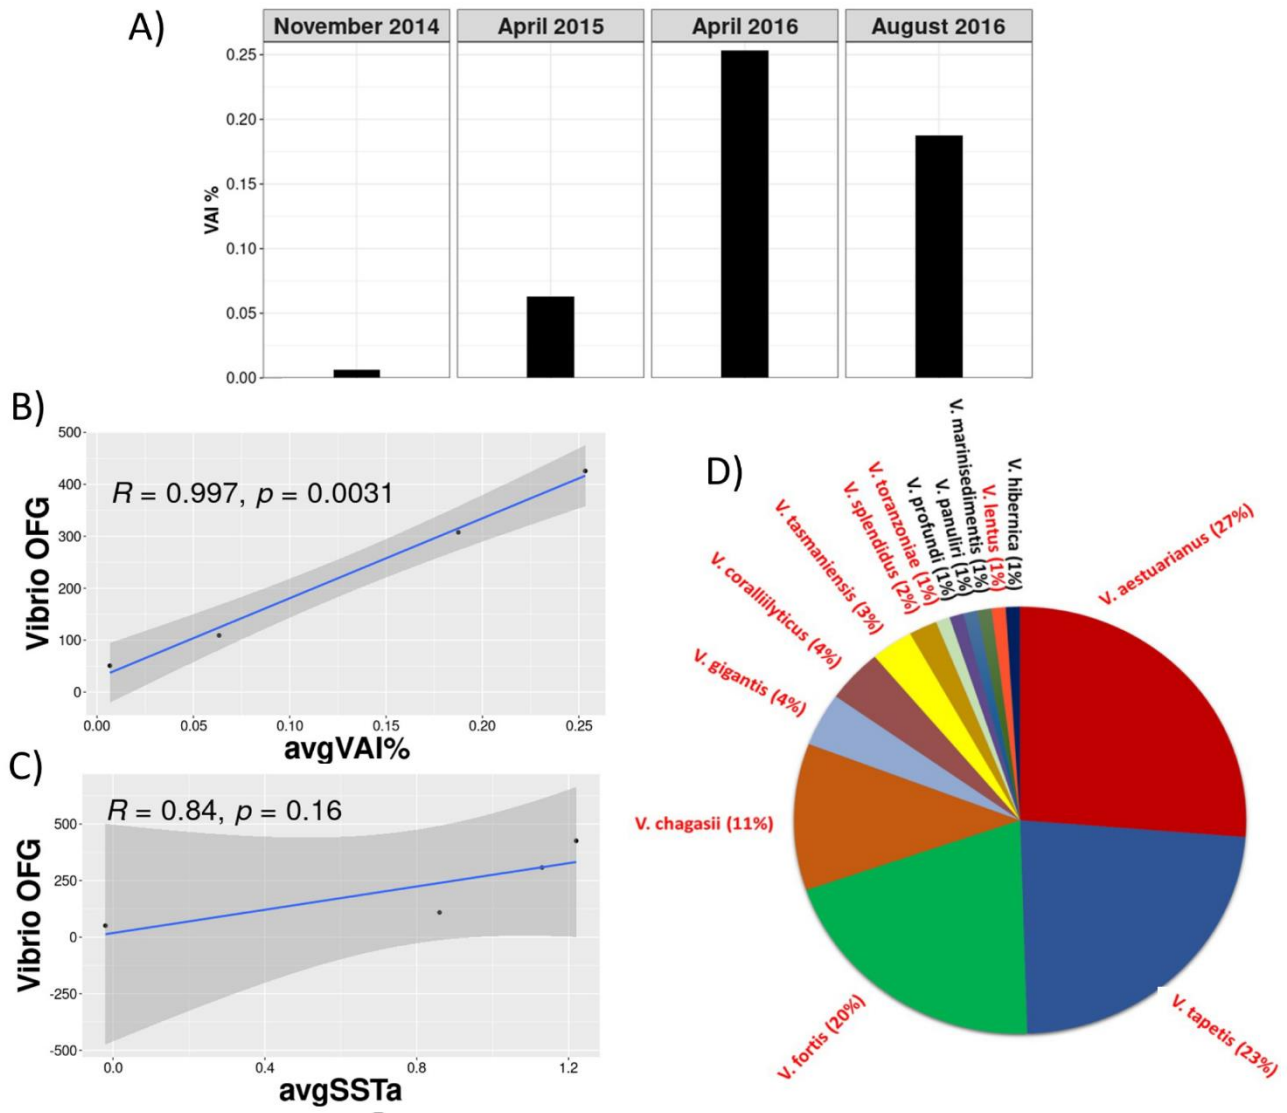 A)
November 2014
April 2015
April 2016
August 2016
VAI %
0.25
0.20
0.15
0.10
0.05
0.00
B)
R = 0.997, p = 0.0031
Vibrio OFG
500
400
300
200
100
0
0.00
0.05
0.10
0.15
0.20
0.25
avgVAI%
C)
R = 0.84, p = 0.16
Vibrio OFG
500
250
0
-250
-500
0.0
0.4
0.8
1.2
avgSSTa
D)
V. aestuarianus (27%)
V. tapetis (23%)
V. fortis (20%)
V. chagasii (11%)
V. gigantis (4%)
V. coralliilyticus (4%)
V. tasmaniensis (3%)
V. splendidus (2%)
V. toranzoniae (1%)
V. profundi (1%)
V. panuliri (1%)
V. marinisedimentis (1%)
V. lentus (1%)
V. hibernica (1%)